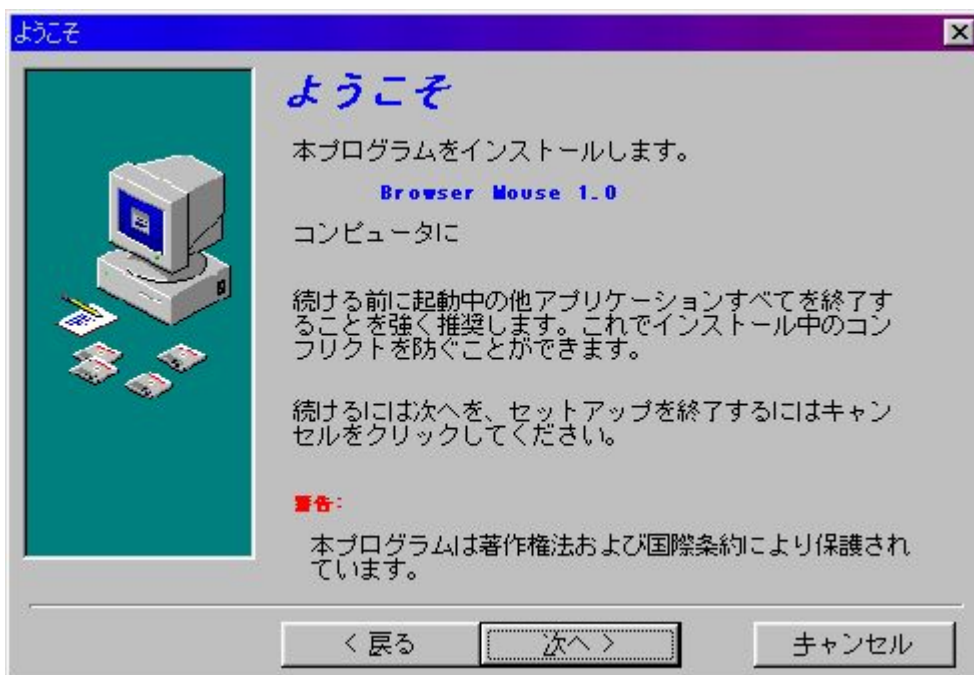 ようこそ
ようこそ
本プログラムをインストールします。
Browser Mouse 1.0
コンピュータに
続ける前に起動中の他アプリケーションすべてを終了す
ることを強く推奨します。これでインストール中のコン
フリクトを防ぐことができます。
続けるには次へを、セットアップを終了するにはキャン
セルをクリックしてください。
警告:
本プログラムは著作権法および国際条約により保護され
ています。
< 戻る
次へ >
キャンセル